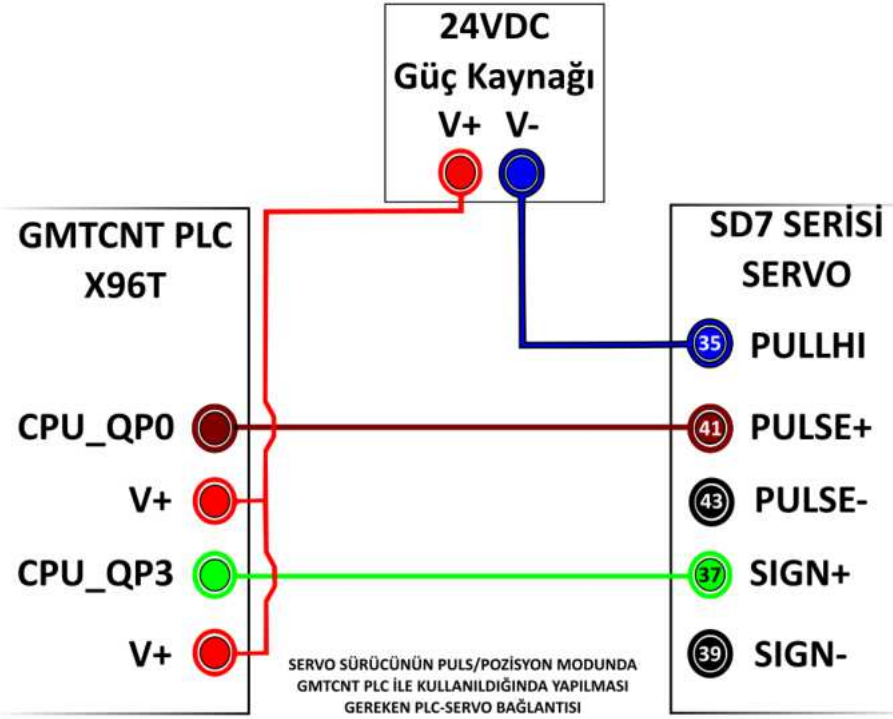 24VDC
Güç Kaynağı
V+ V-
GMTCNT PLC
X96T
SD7 SERİSİ
SERVO
35 PULLHI
CPU_QP0
41 PULSE+
V+
43 PULSE-
CPU_QP3
37 SIGN+
V+
39 SIGN-
SERVO SÜRÜCÜNÜN PULS/POZİSYON MODUNDA
GMTCNT PLC İLE KULLANILDIĞINDA YAPILMASI
GEREKEN PLC-SERVO BAĞLANTISI